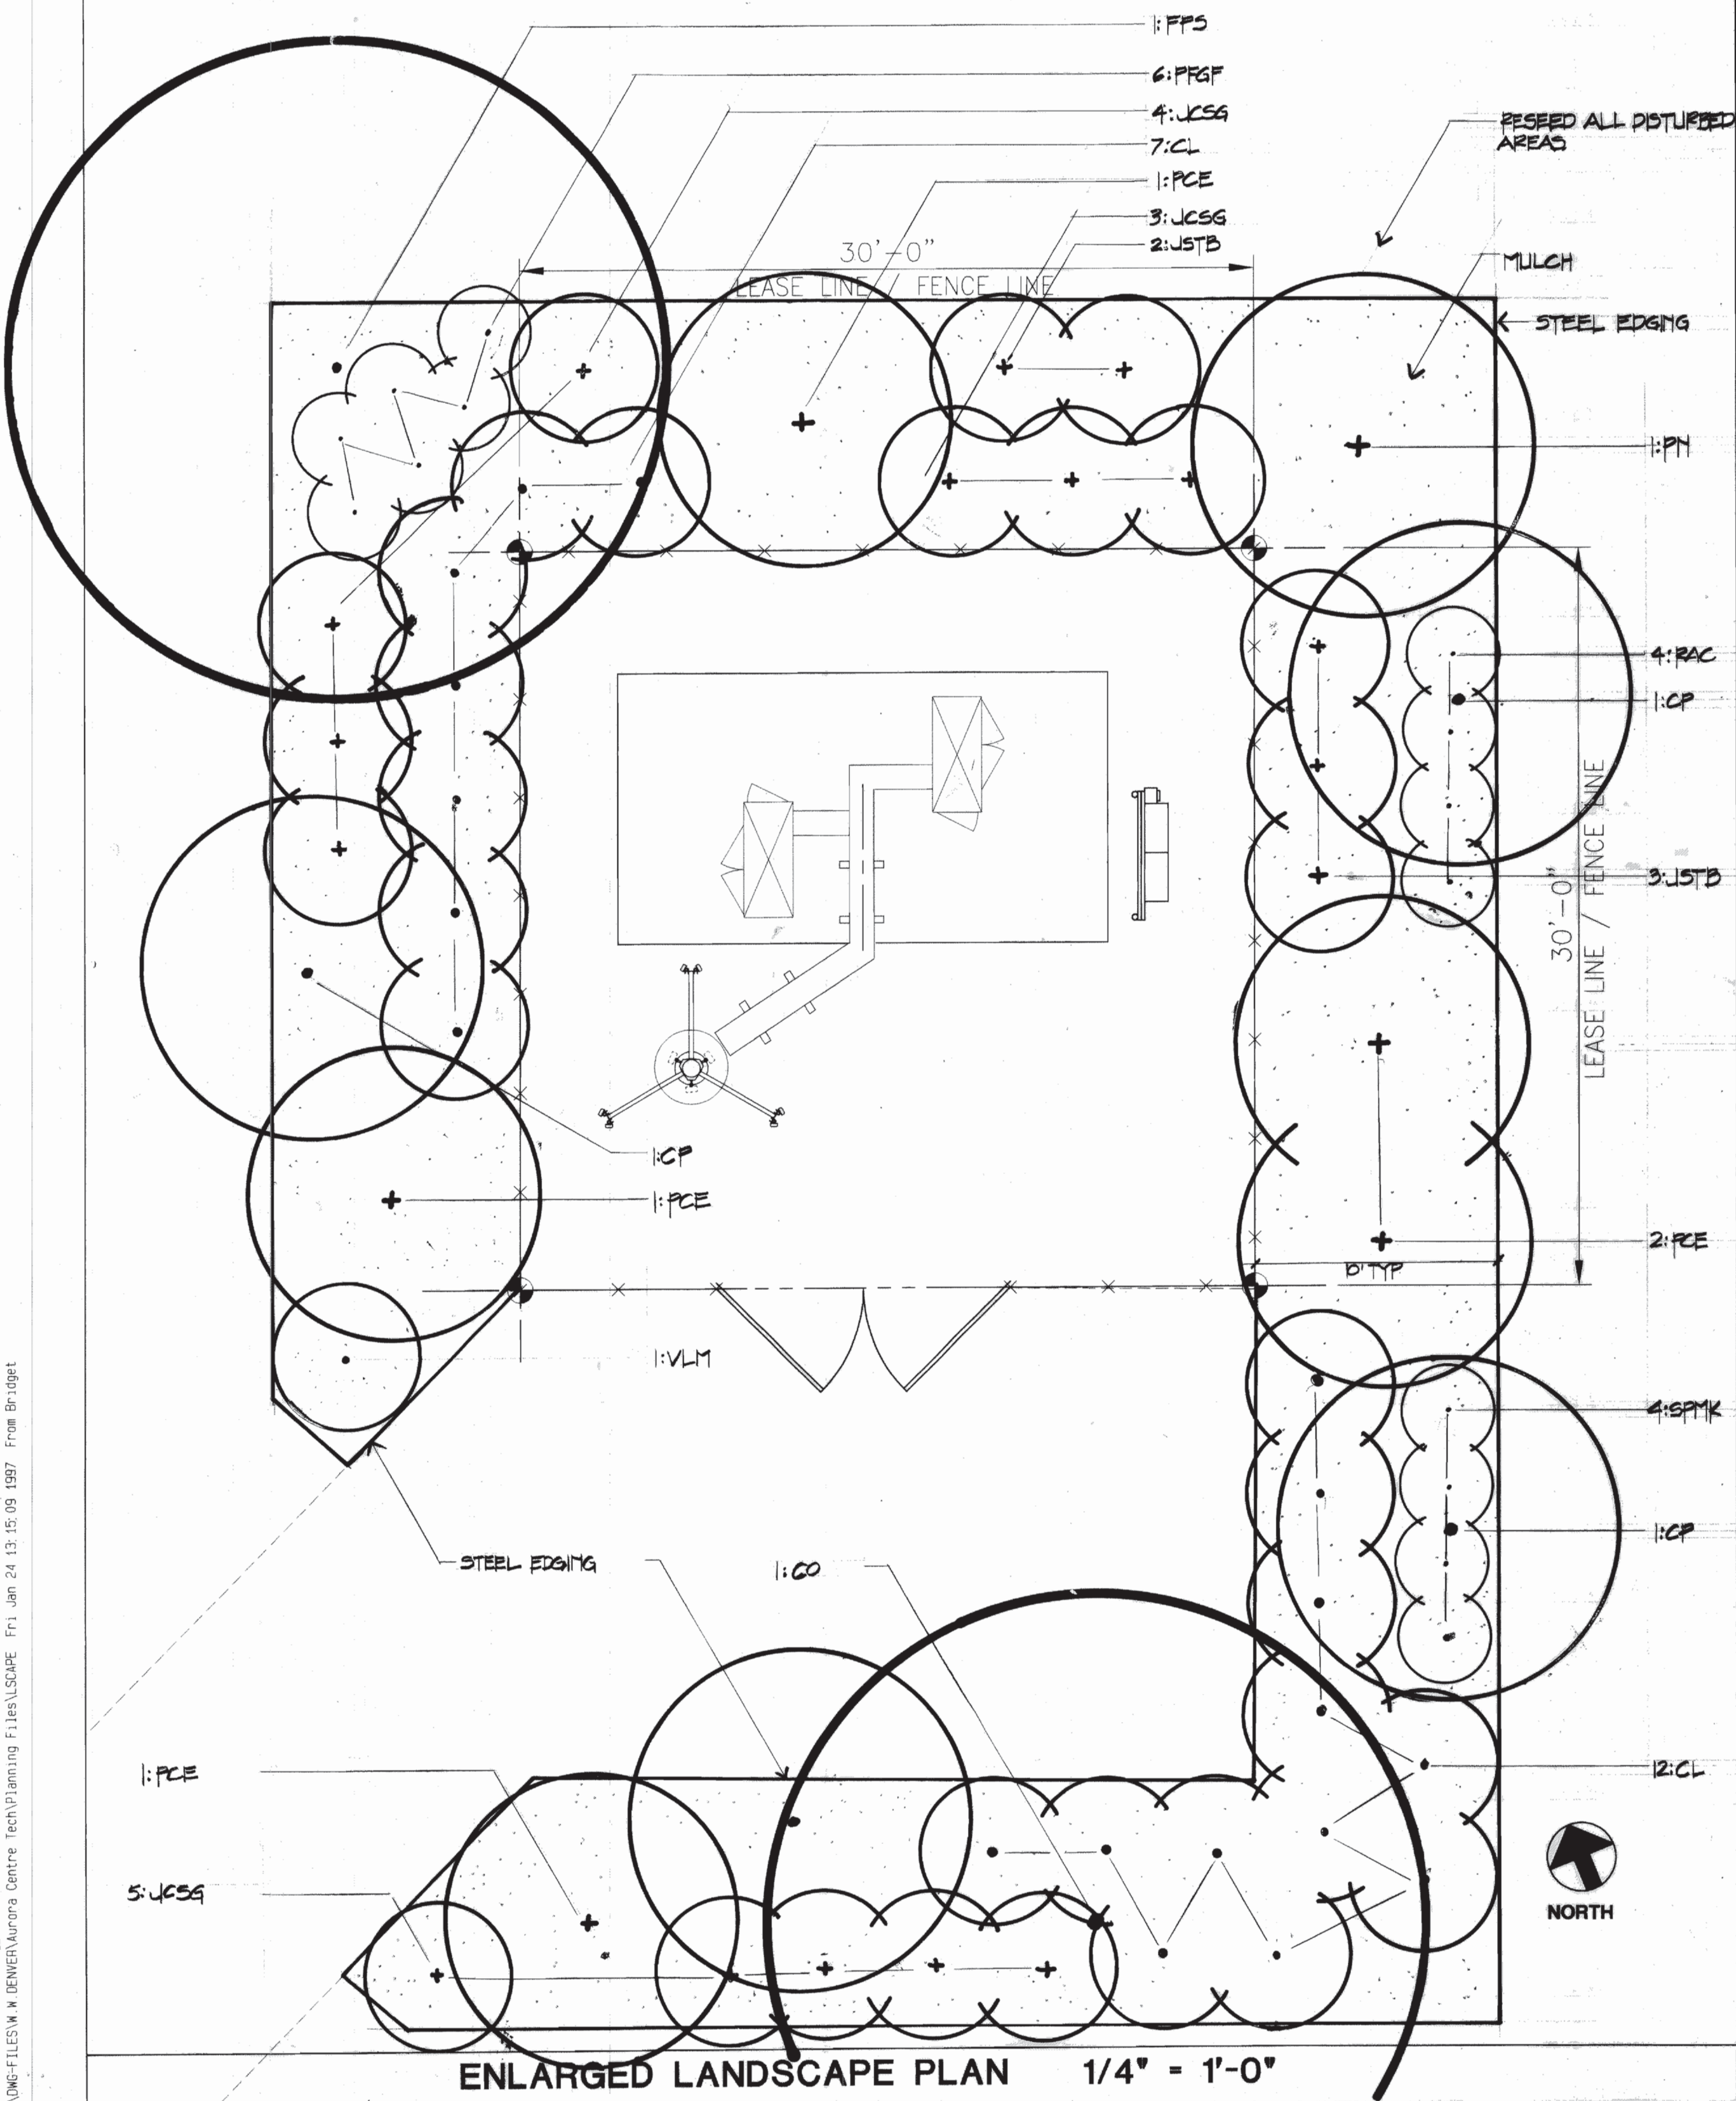 1:FFS
6:PFGF
4:JCSG
7:CL
1:PCE
3:JCSG
2:JSTB
RESEED ALL DISTURBED
AREAS
30'-0"
LEASE LINE / FENCE LINE
MULCH
STEEL EDGING
1:PN
4:RAC
1:CP
3:JSTB
30'-0"
LEASE LINE / FENCE LINE
1:CP
1:PCE
2:PCE
10' TYP
1:VLM
4:SPMK
1:CP
STEEL EDGING
1:CO
1:PCE
12:CL
5:JCSG
NORTH
ENLARGED LANDSCAPE PLAN 1/4" = 1'-0"
\DWG-FILES\W.W.DENVER\Aurora Centre Tech\Planning Files\LSCAPE Fri Jan 24 13:15:09 1997 From Bridget